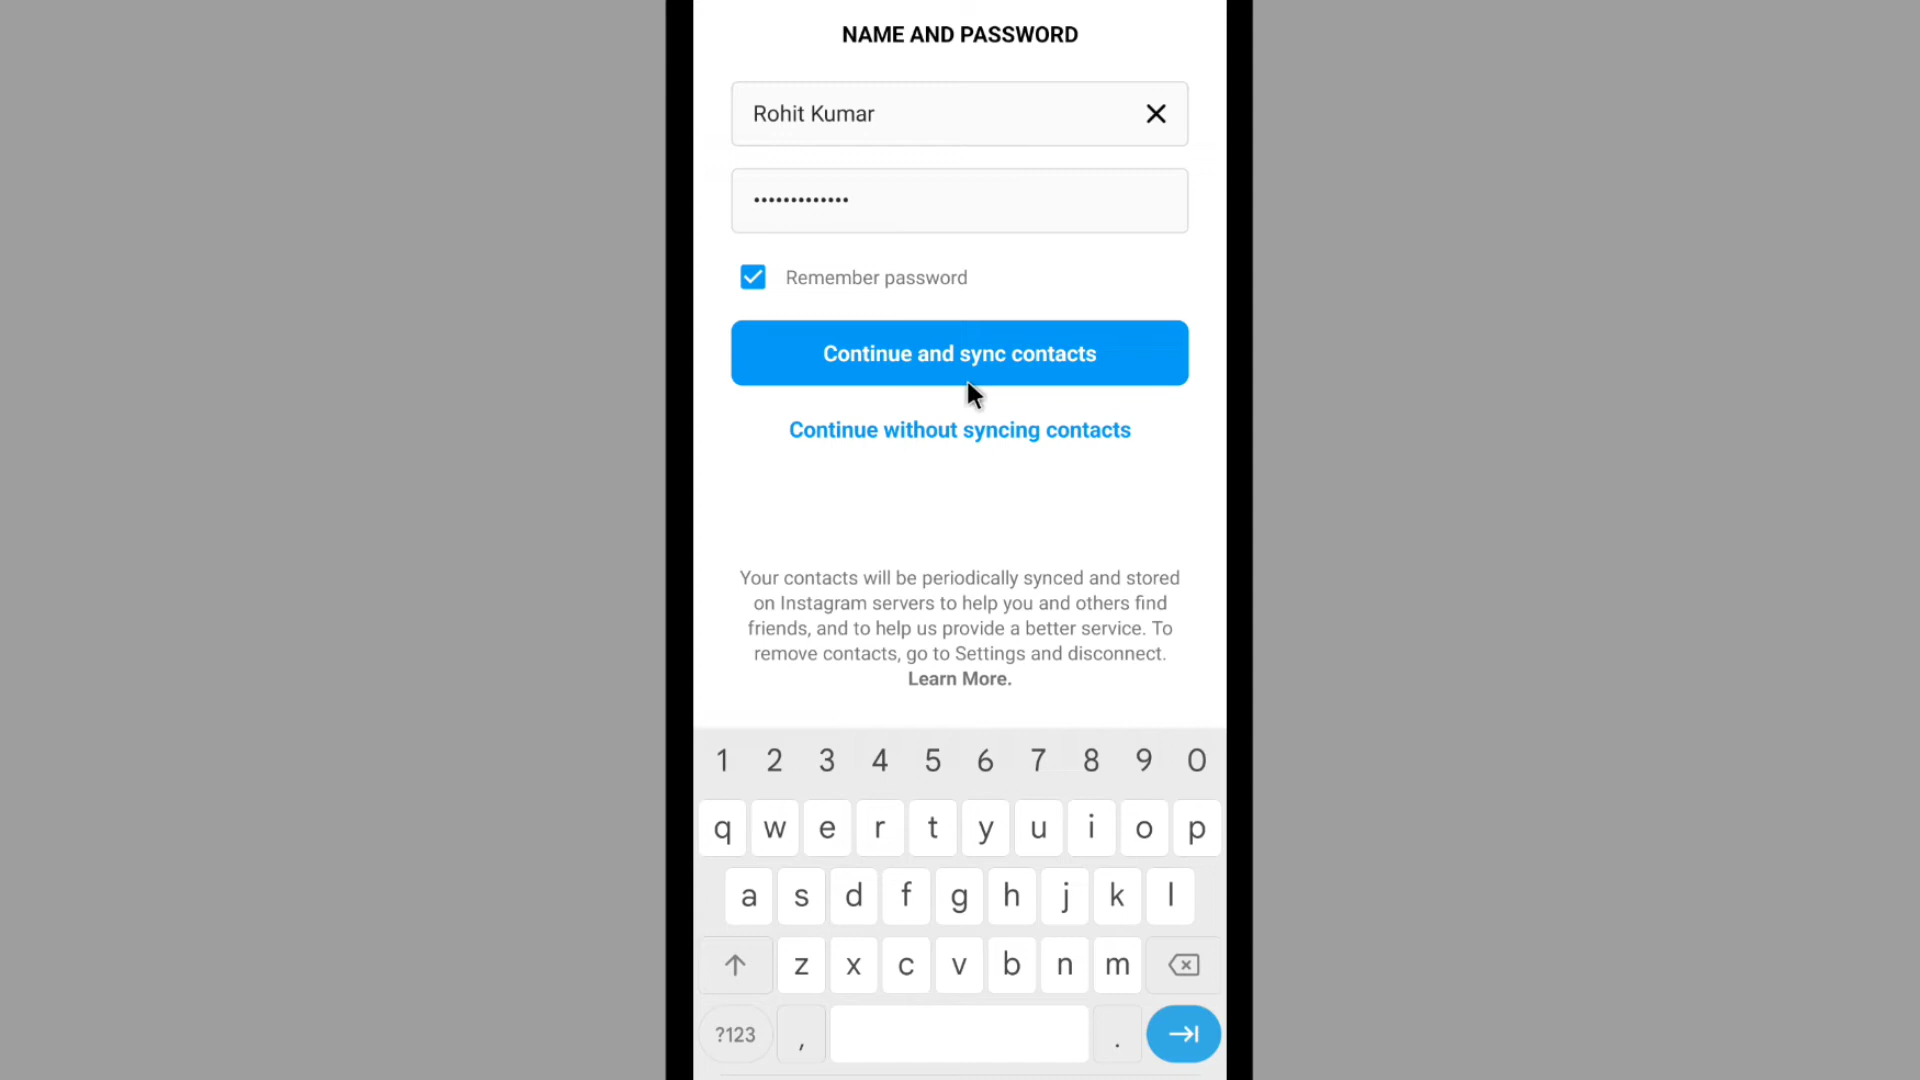 NAME AND PASSWORD
Rohit Kumar
•••••••••••••
Remember password
Continue and sync contacts
Continue without syncing contacts
Your contacts will be periodically synced and stored
on Instagram servers to help you and others find
friends, and to help us provide a better service. To
remove contacts, go to Settings and disconnect.
Learn More.
1 2 3 4 5 6 7 8 9 0
q w e r t y u i o p
a s d f g h j k l
z x c v b n m
?123 , .